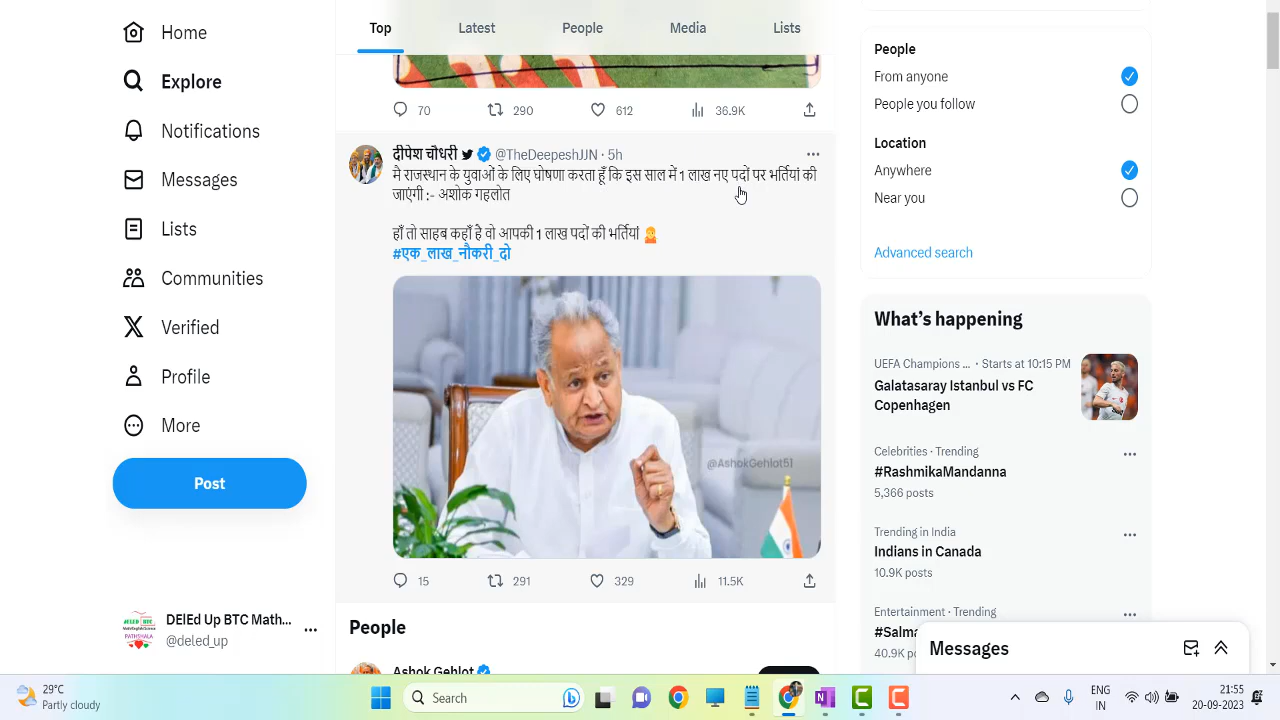 Home
Explore
Notifications
Messages
Lists
Communities
Verified
Profile
More
Post
DElEd Up BTC Math...
@deled_up
Top
Latest
People
Media
Lists
70
290
612
36.9K
दीपेश चौधरी @TheDeepeshJJN · 5h
मै राजस्थान के युवाओं के लिए घोषणा करता हूँ कि इस साल में 1 लाख नए पदों पर भर्तियां की
जाएंगी :- अशोक गहलोत
हाँ तो साहब कहाँ है वो आपकी 1 लाख पदों की भर्तियां
#एक_लाख_नौकरी_दो
@AshokGehlot51
15
291
329
11.5K
People
Ashok Gehlot
People
From anyone
People you follow
Location
Anywhere
Near you
Advanced search
What's happening
UEFA Champions ... · Starts at 10:15 PM
Galatasaray Istanbul vs FC
Copenhagen
Celebrities · Trending
#RashmikaMandanna
5,366 posts
Trending in India
Indians in Canada
10.9K posts
Entertainment · Trending
#Salma
40.9K po
Messages
29°C
Partly cloudy
Search
ENG
IN
21:55
20-09-2023